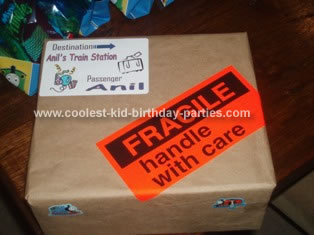 Destination
Anil's Train Station
Passenger
Anil
www.coolest-kid-birthday-parties.com
FRAGILE
handle
with care